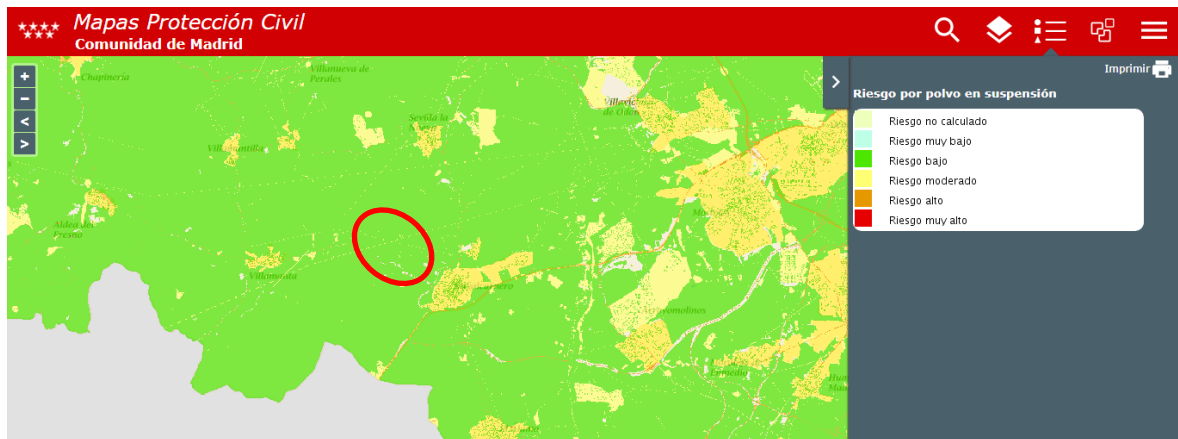 Mapas Protección Civil
Comunidad de Madrid
Imprimir
Riesgo por polvo en suspensión
Riesgo no calculado
Riesgo muy bajo
Riesgo bajo
Riesgo moderado
Riesgo alto
Riesgo muy alto
+
−
<
>
Chapinería
Villanueva de
Perales
Sevilla la
Aldea del
Fresno
Villamanta
Arroyomolinos